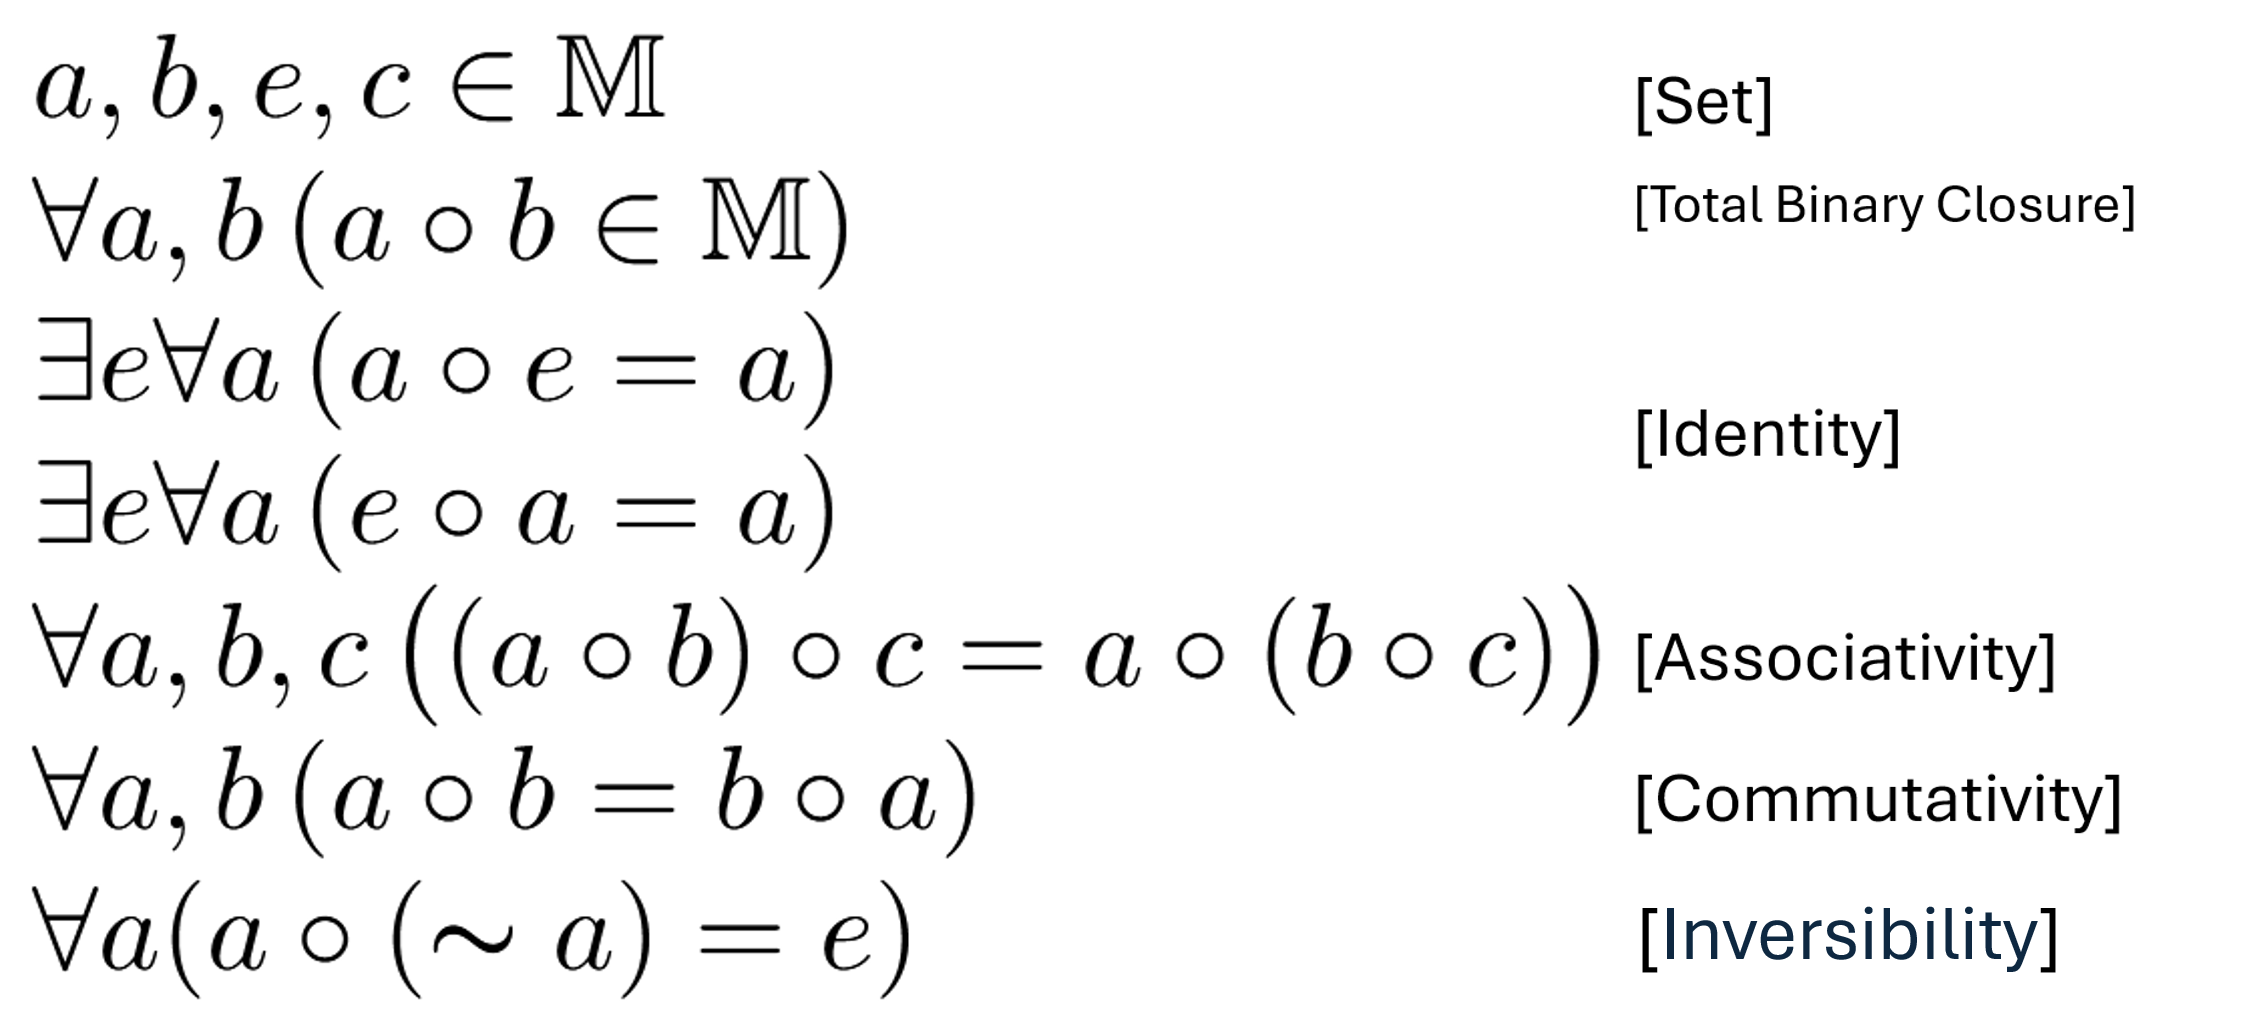 a, b, e, c ∈ 𝕄 [Set]
∀a, b (a ∘ b ∈ 𝕄) [Total Binary Closure]
∃e∀a (a ∘ e = a)
[Identity]
∃e∀a (e ∘ a = a)
∀a, b, c ((a ∘ b) ∘ c = a ∘ (b ∘ c)) [Associativity]
∀a, b (a ∘ b = b ∘ a) [Commutativity]
∀a(a ∘ (∼ a) = e) [Inversibility]